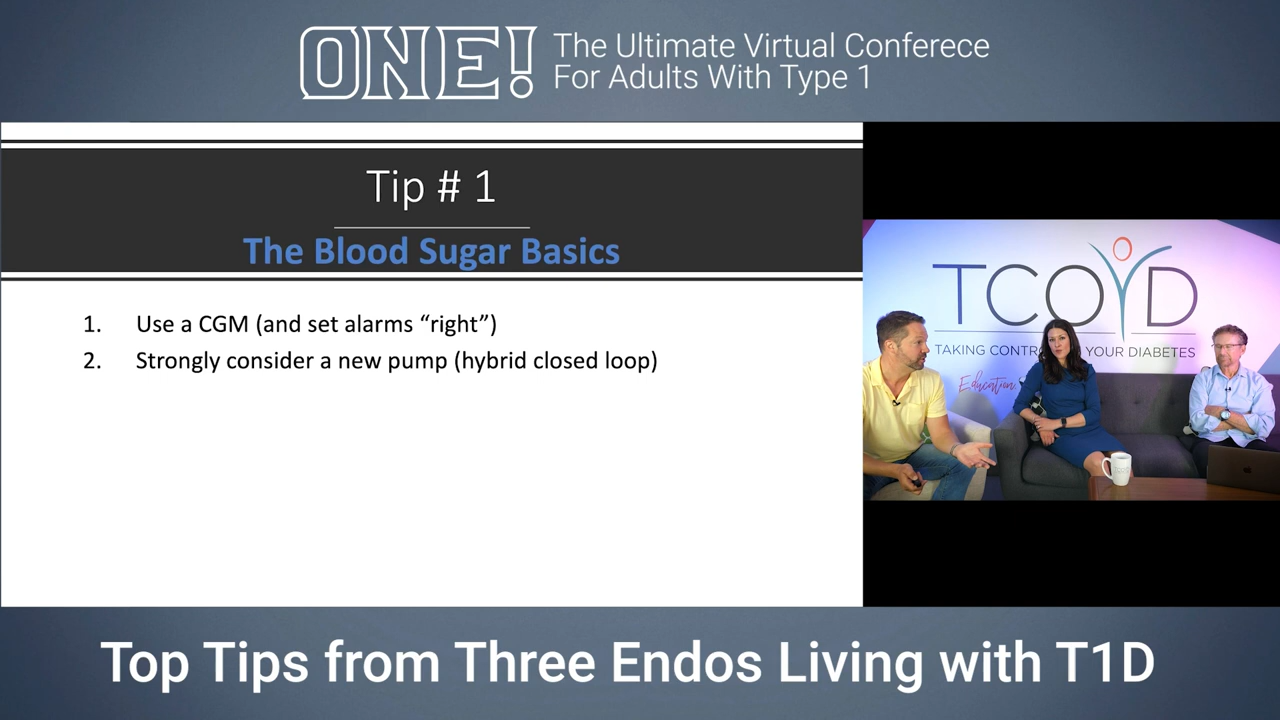 ONE!
The Ultimate Virtual Conferece
For Adults With Type 1
Tip # 1
The Blood Sugar Basics
1. Use a CGM (and set alarms “right”)
2. Strongly consider a new pump (hybrid closed loop)
TCOYD
TAKING CONTR YOUR DIABETES
Education.
Top Tips from Three Endos Living with T1D